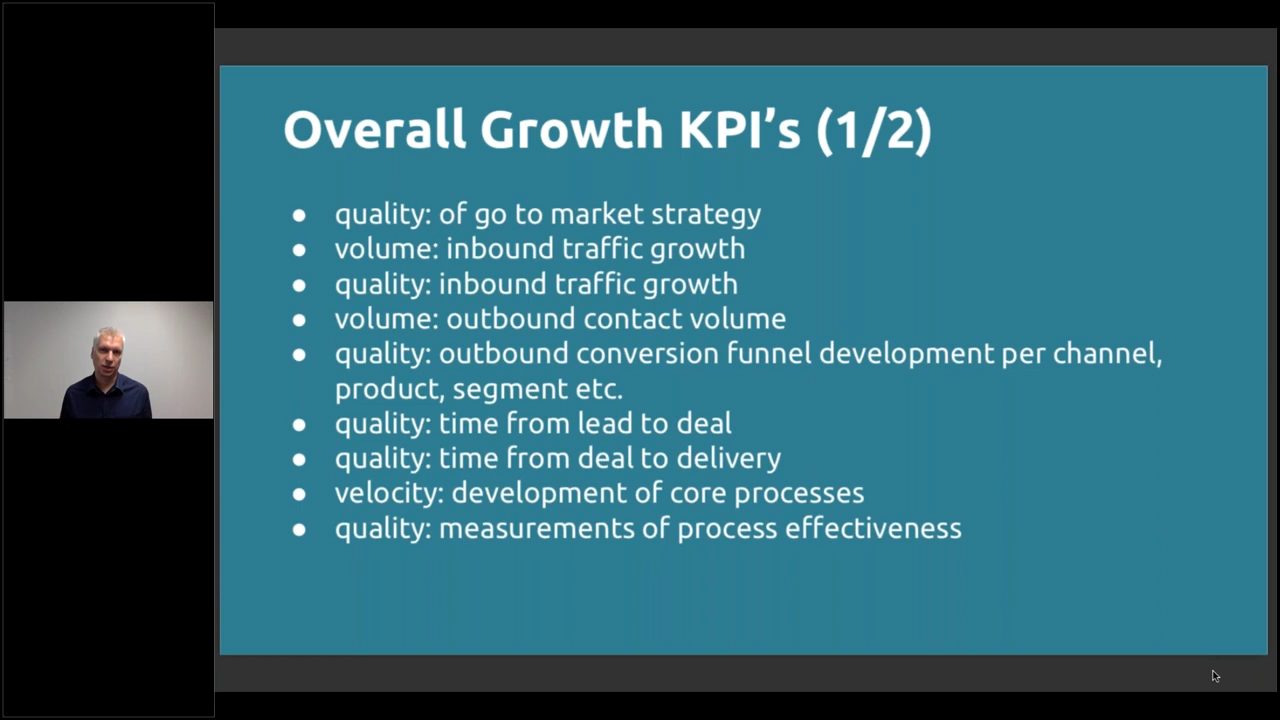 Overall Growth KPI’s (1/2)
● quality: of go to market strategy
● volume: inbound traffic growth
● quality: inbound traffic growth
● volume: outbound contact volume
● quality: outbound conversion funnel development per channel,
product, segment etc.
● quality: time from lead to deal
● quality: time from deal to delivery
● velocity: development of core processes
● quality: measurements of process effectiveness